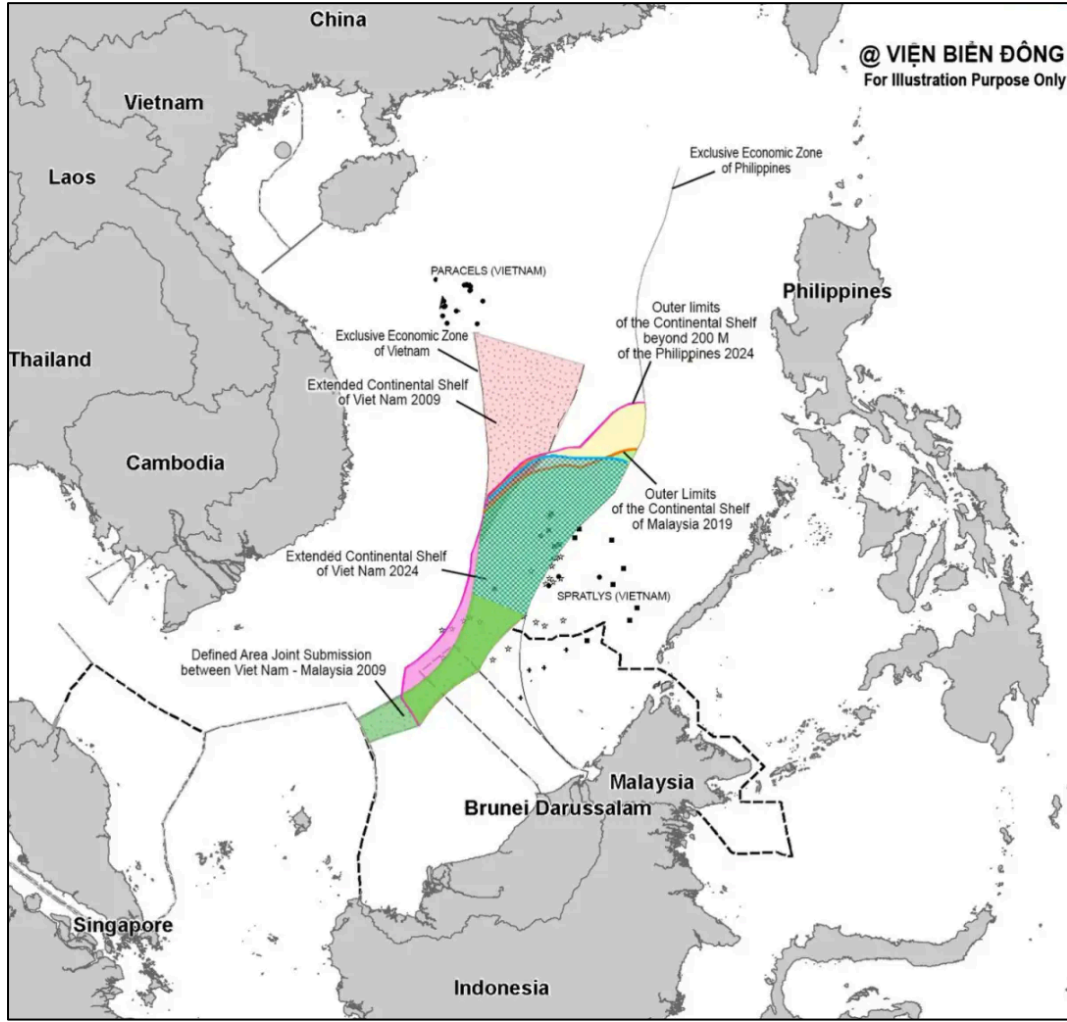 China
@ VIỆN BIỂN ĐÔNG
For Illustration Purpose Only
Vietnam
Laos
Exclusive Economic Zone
of Philippines
PARACELS (VIETNAM)
Philippines
Outer limits
of the Continental Shelf
beyond 200 M
of the Philippines 2024
Exclusive Economic Zone
of Vietnam
Thailand
Extended Continental Shelf
of Viet Nam 2009
Cambodia
Outer Limits
of the Continental Shelf
of Malaysia 2019
Extended Continental Shelf
of Viet Nam 2024
SPRATLYS (VIETNAM)
Defined Area Joint Submission
between Viet Nam - Malaysia 2009
Malaysia
Brunei Darussalam
Singapore
Indonesia